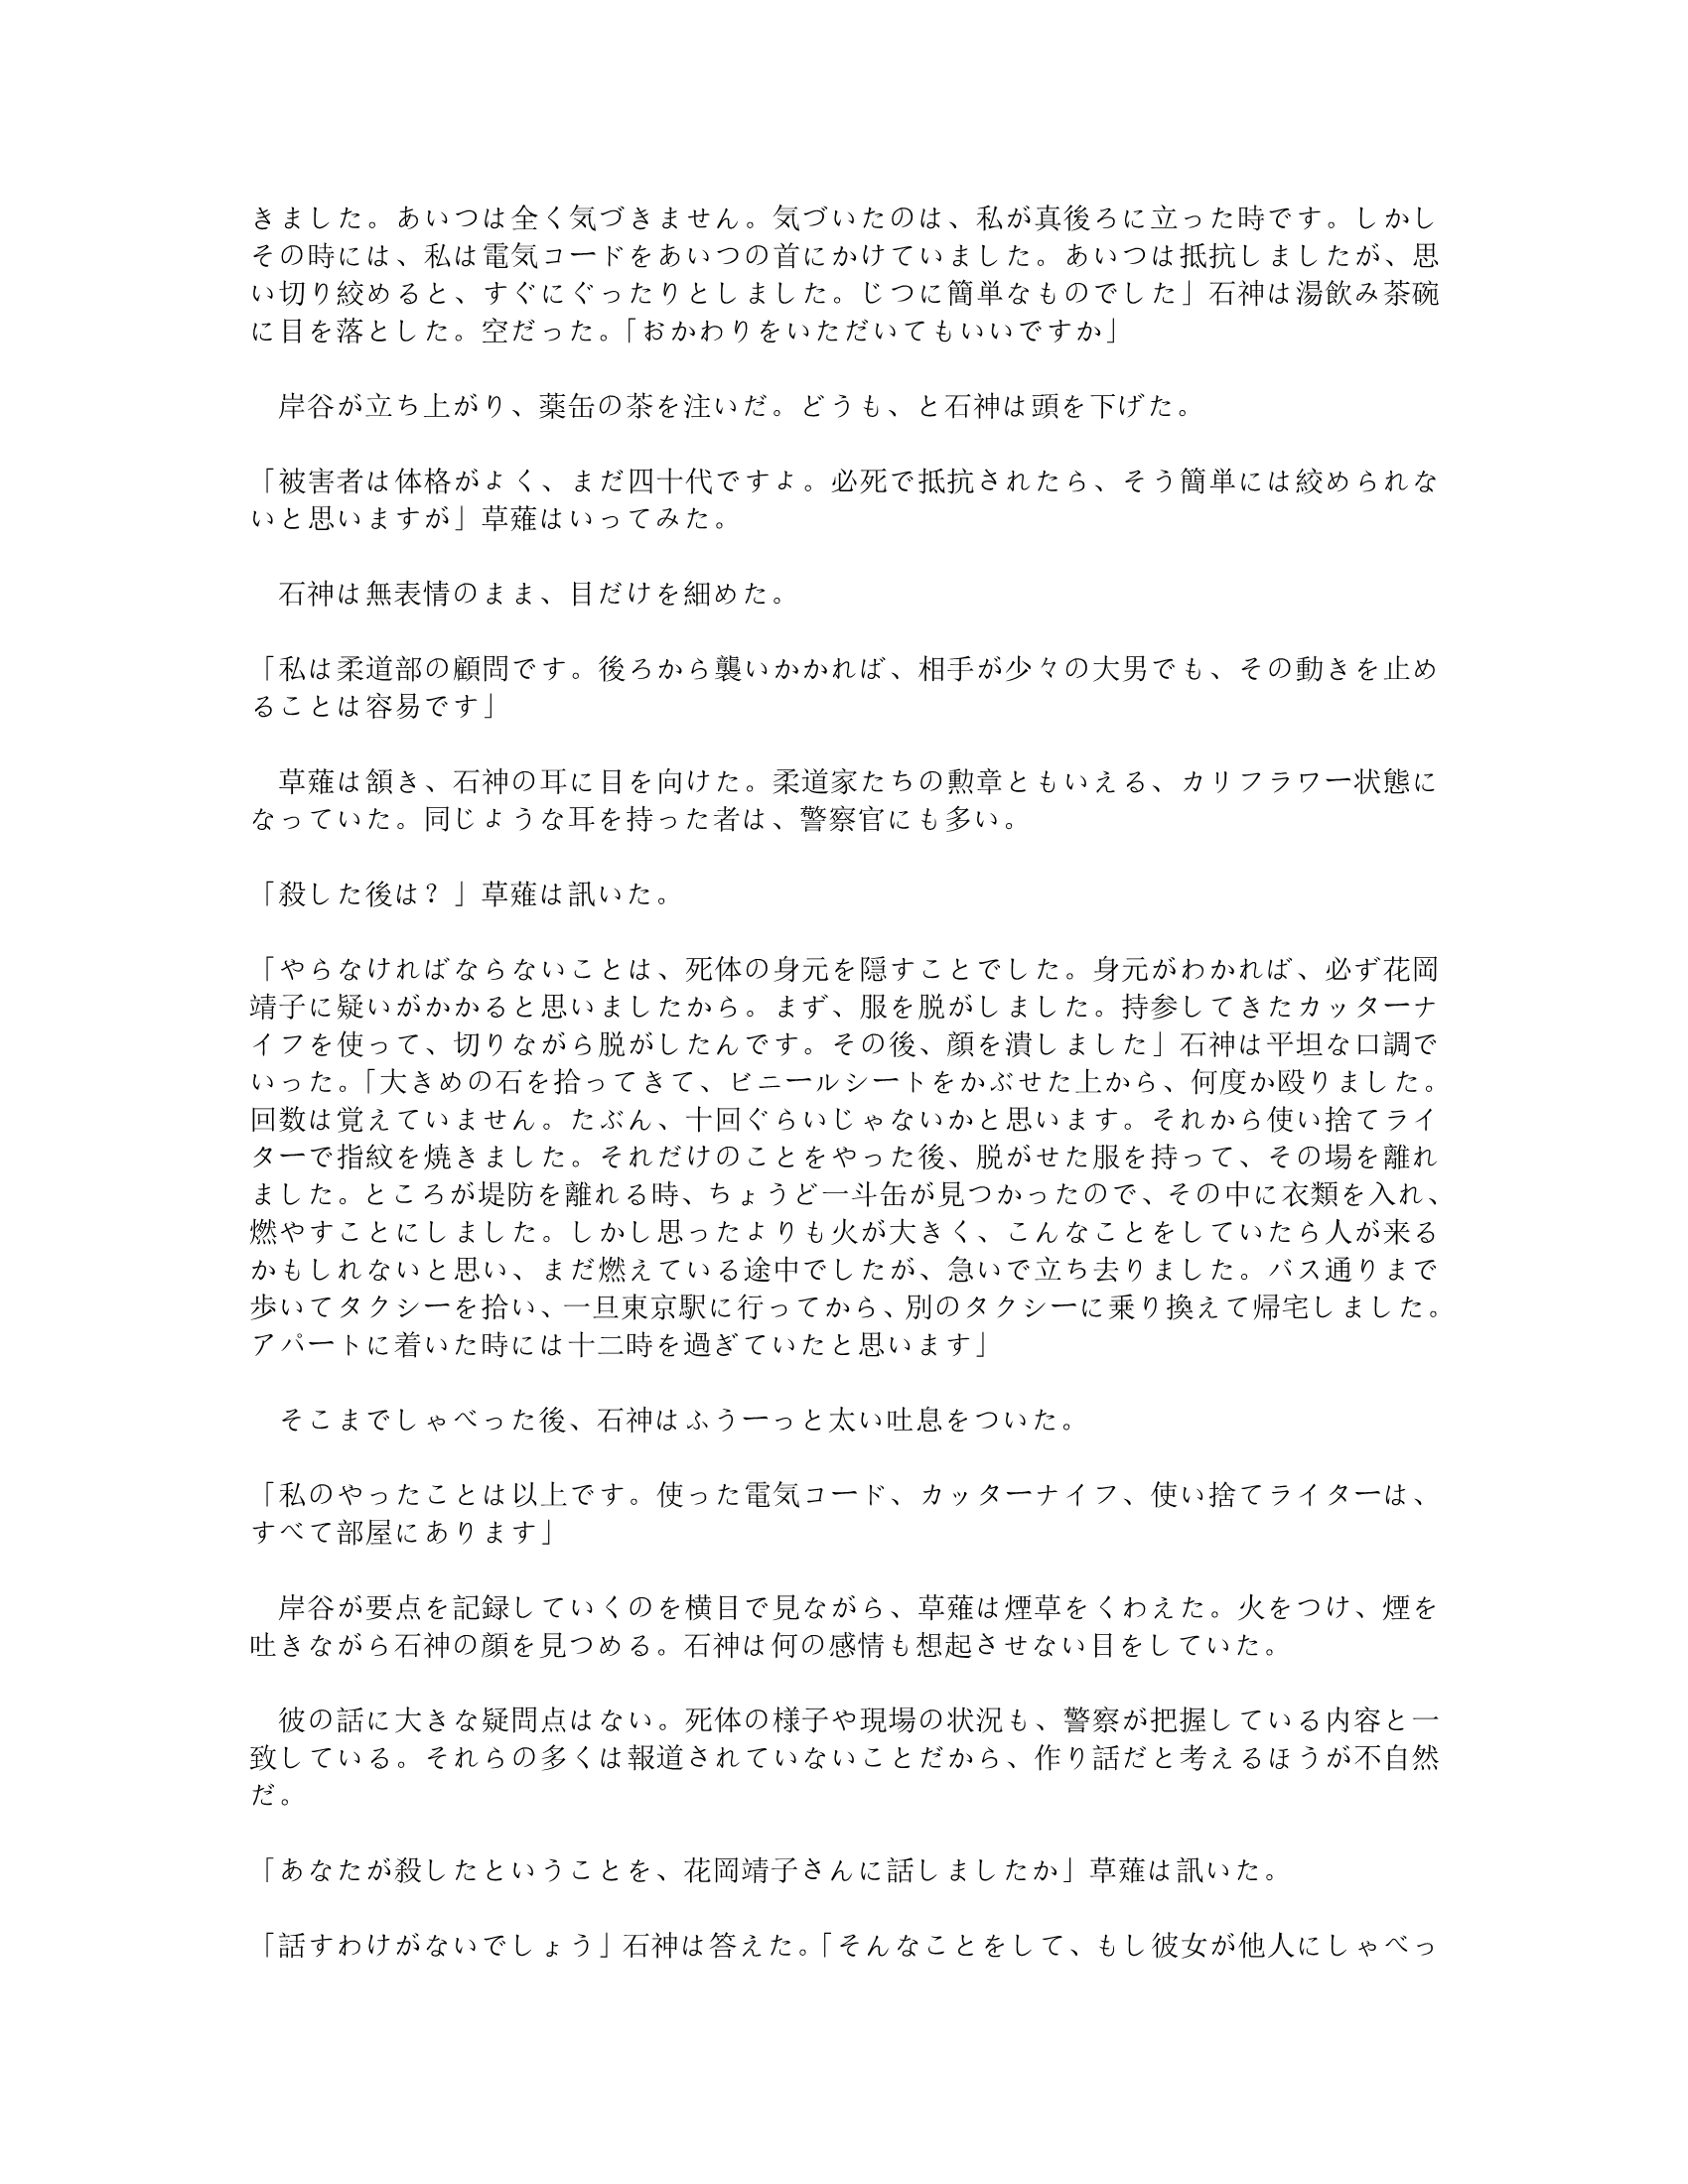 きました。あいつは全く気づきません。気づいたのは、私が真後ろに立った時です。しかし
その時には、私は電気コードをあいつの首にかけていました。あいつは抵抗しましたが、思
い切り絞めると、すぐにぐったりとしました。じつに簡単なものでした」石神は湯飲み茶碗
に目を落とした。空だった。「おかわりをいただいてもいいですか」
　岸谷が立ち上がり、薬缶の茶を注いだ。どうも、と石神は頭を下げた。
「被害者は体格がよく、まだ四十代ですよ。必死で抵抗されたら、そう簡単には絞められな
いと思いますが」草薙はいってみた。
　石神は無表情のまま、目だけを細めた。
「私は柔道部の顧問です。後ろから襲いかかれば、相手が少々の大男でも、その動きを止め
ることは容易です」
　草薙は頷き、石神の耳に目を向けた。柔道家たちの勲章ともいえる、カリフラワー状態に
なっていた。同じような耳を持った者は、警察官にも多い。
「殺した後は？」草薙は訊いた。
「やらなければならないことは、死体の身元を隠すことでした。身元がわかれば、必ず花岡
靖子に疑いがかかると思いましたから。まず、服を脱がしました。持参してきたカッターナ
イフを使って、切りながら脱がしたんです。その後、顔を潰しました」石神は平坦な口調で
いった。「大きめの石を拾ってきて、ビニールシートをかぶせた上から、何度か殴りました。
回数は覚えていません。たぶん、十回ぐらいじゃないかと思います。それから使い捨てライ
ターで指紋を焼きました。それだけのことをやった後、脱がせた服を持って、その場を離れ
ました。ところが堤防を離れる時、ちょうど一斗缶が見つかったので、その中に衣類を入れ、
燃やすことにしました。しかし思ったよりも火が大きく、こんなことをしていたら人が来る
かもしれないと思い、まだ燃えている途中でしたが、急いで立ち去りました。バス通りまで
歩いてタクシーを拾い、一旦東京駅に行ってから、別のタクシーに乗り換えて帰宅しました。
アパートに着いた時には十二時を過ぎていたと思います」
　そこまでしゃべった後、石神はふうーっと太い吐息をついた。
「私のやったことは以上です。使った電気コード、カッターナイフ、使い捨てライターは、
すべて部屋にあります」
　岸谷が要点を記録していくのを横目で見ながら、草薙は煙草をくわえた。火をつけ、煙を
吐きながら石神の顔を見つめる。石神は何の感情も想起させない目をしていた。
　彼の話に大きな疑問点はない。死体の様子や現場の状況も、警察が把握している内容と一
致している。それらの多くは報道されていないことだから、作り話だと考えるほうが不自然
だ。
「あなたが殺したということを、花岡靖子さんに話しましたか」草薙は訊いた。
「話すわけがないでしょう」石神は答えた。「そんなことをして、もし彼女が他人にしゃべっ